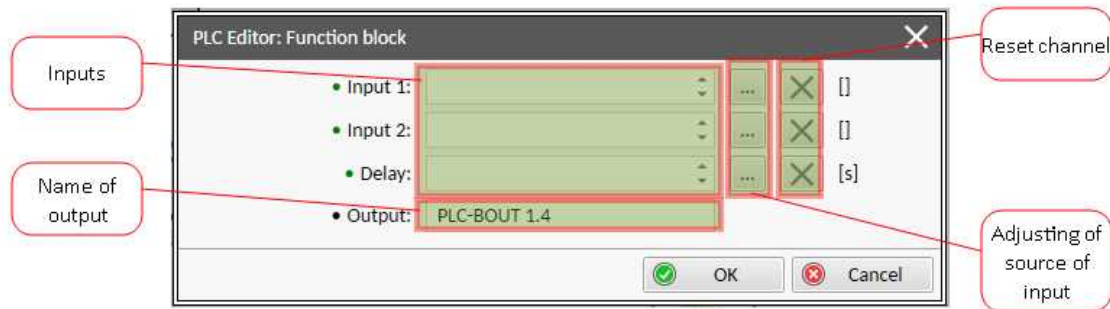 PLC Editor: Function block
Reset channel
Inputs
Input 1:
...
[]
Input 2:
...
[]
Delay:
...
[s]
Name of
output
Output:
PLC-BOUT 1.4
OK
Cancel
Adjusting of
source of
input